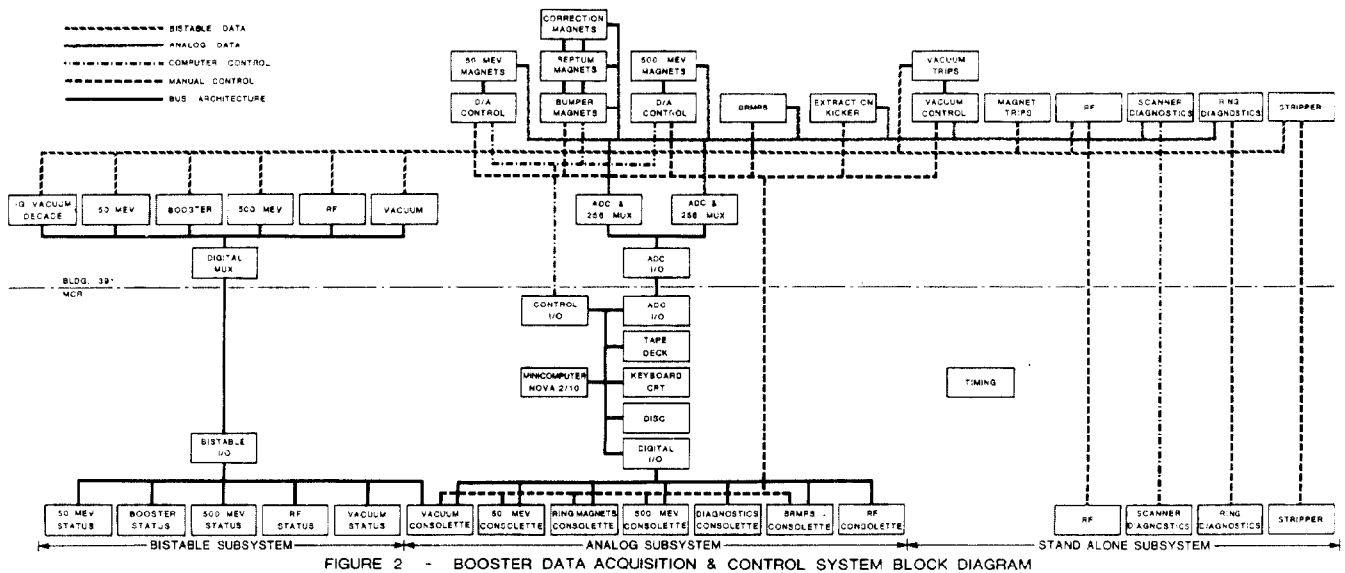 BISTABLE DATA
ANALOG DATA
COMPUTER CONTROL
MANUAL CONTROL
BUS ARCHITECTURE
CORRECTION
MAGNETS
50 MEV
MAGNETS
SEPTUM
MAGNETS
500 MEV
MAGNETS
VACUUM
TRIPS
D/A
CONTROL
BUMPER
MAGNETS
D/A
CONTROL
BRMPS
EXTRACTION
KICKER
VACUUM
CONTROL
MAGNET
TRIPS
RF
SCANNER
DIAGNOSTICS
RING
DIAGNOSTICS
STRIPPER
VACUUM
DECADE
50 MEV
BOOSTER
500 MEV
RF
VACUUM
ADC &
256 MUX
ADC &
256 MUX
DIGITAL
MUX
ADC
I/O
BLDG. 391
MCR
CONTROL
I/O
ADC
I/O
TAPE
DECK
MINICOMPUTER
NOVA 2/10
KEYBOARD
CRT
TIMING
DISC
BISTABLE
I/O
DIGITAL
I/O
50 MEV
STATUS
BOOSTER
STATUS
500 MEV
STATUS
RF
STATUS
VACUUM
STATUS
VACUUM
CONSOLETTE
50 MEV
CONSOLETTE
RING MAGNETS
CONSOLETTE
500 MEV
CONSOLETTE
DIAGNOSTICS
CONSOLETTE
BRMPS
CONSOLETTE
RF
CONSOLETTE
RF
SCANNER
DIAGNOSTICS
RING
DIAGNOSTICS
STRIPPER
BISTABLE SUBSYSTEM
ANALOG SUBSYSTEM
STAND ALONE SUBSYSTEM
FIGURE 2 - BOOSTER DATA ACQUISITION & CONTROL SYSTEM BLOCK DIAGRAM